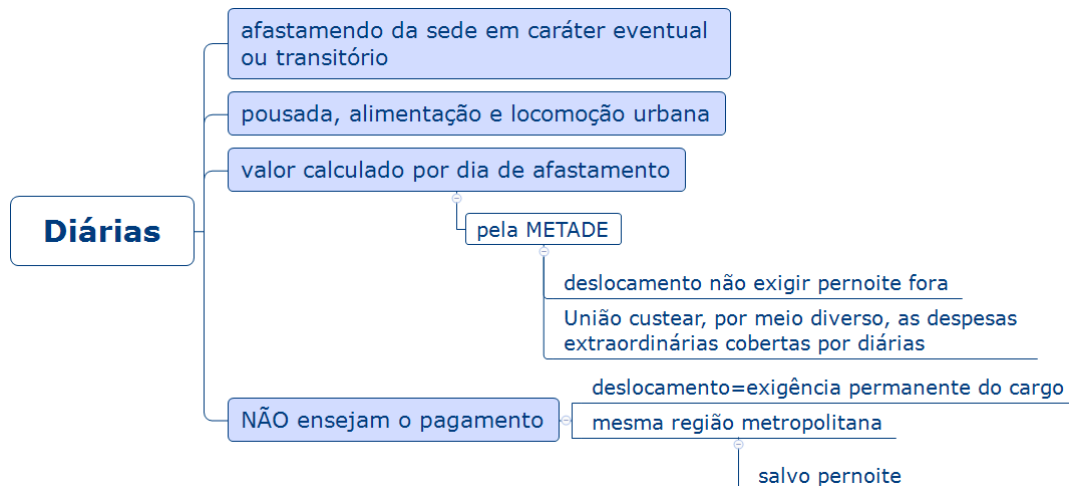 afastamendo da sede em caráter eventual
ou transitório
pousada, alimentação e locomoção urbana
valor calculado por dia de afastamento
Diárias
pela METADE
deslocamento não exigir pernoite fora
União custear, por meio diverso, as despesas
extraordinárias cobertas por diárias
NÃO ensejam o pagamento
deslocamento=exigência permanente do cargo
mesma região metropolitana
salvo pernoite